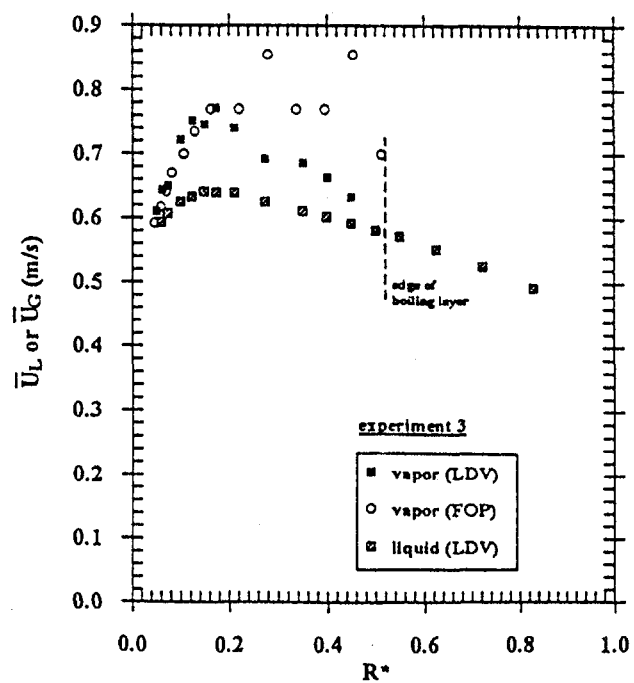 0.9
0.8
0.7
0.6
0.5
0.4
0.3
0.2
0.1
0.0
U̅L or U̅G (m/s)
edge of
boiling layer
experiment 3
vapor (LDV)
vapor (FOP)
liquid (LDV)
0.0 0.2 0.4 0.6 0.8 1.0
R*